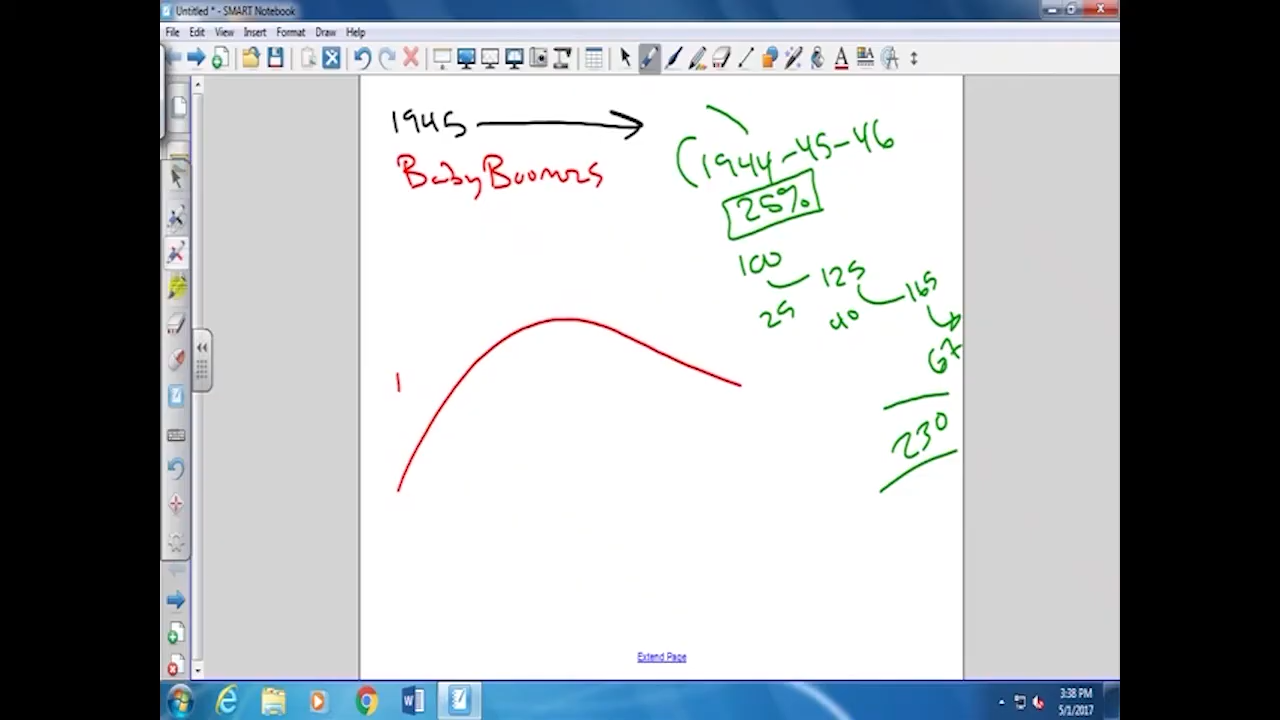 Untitled * - SMART Notebook
File Edit View Insert Format Draw Help
1945
Baby Boomers
(1944-45-46
25%
100
125
165
25
40
67
230
1
Extend Page
3:38 PM
5/1/2017